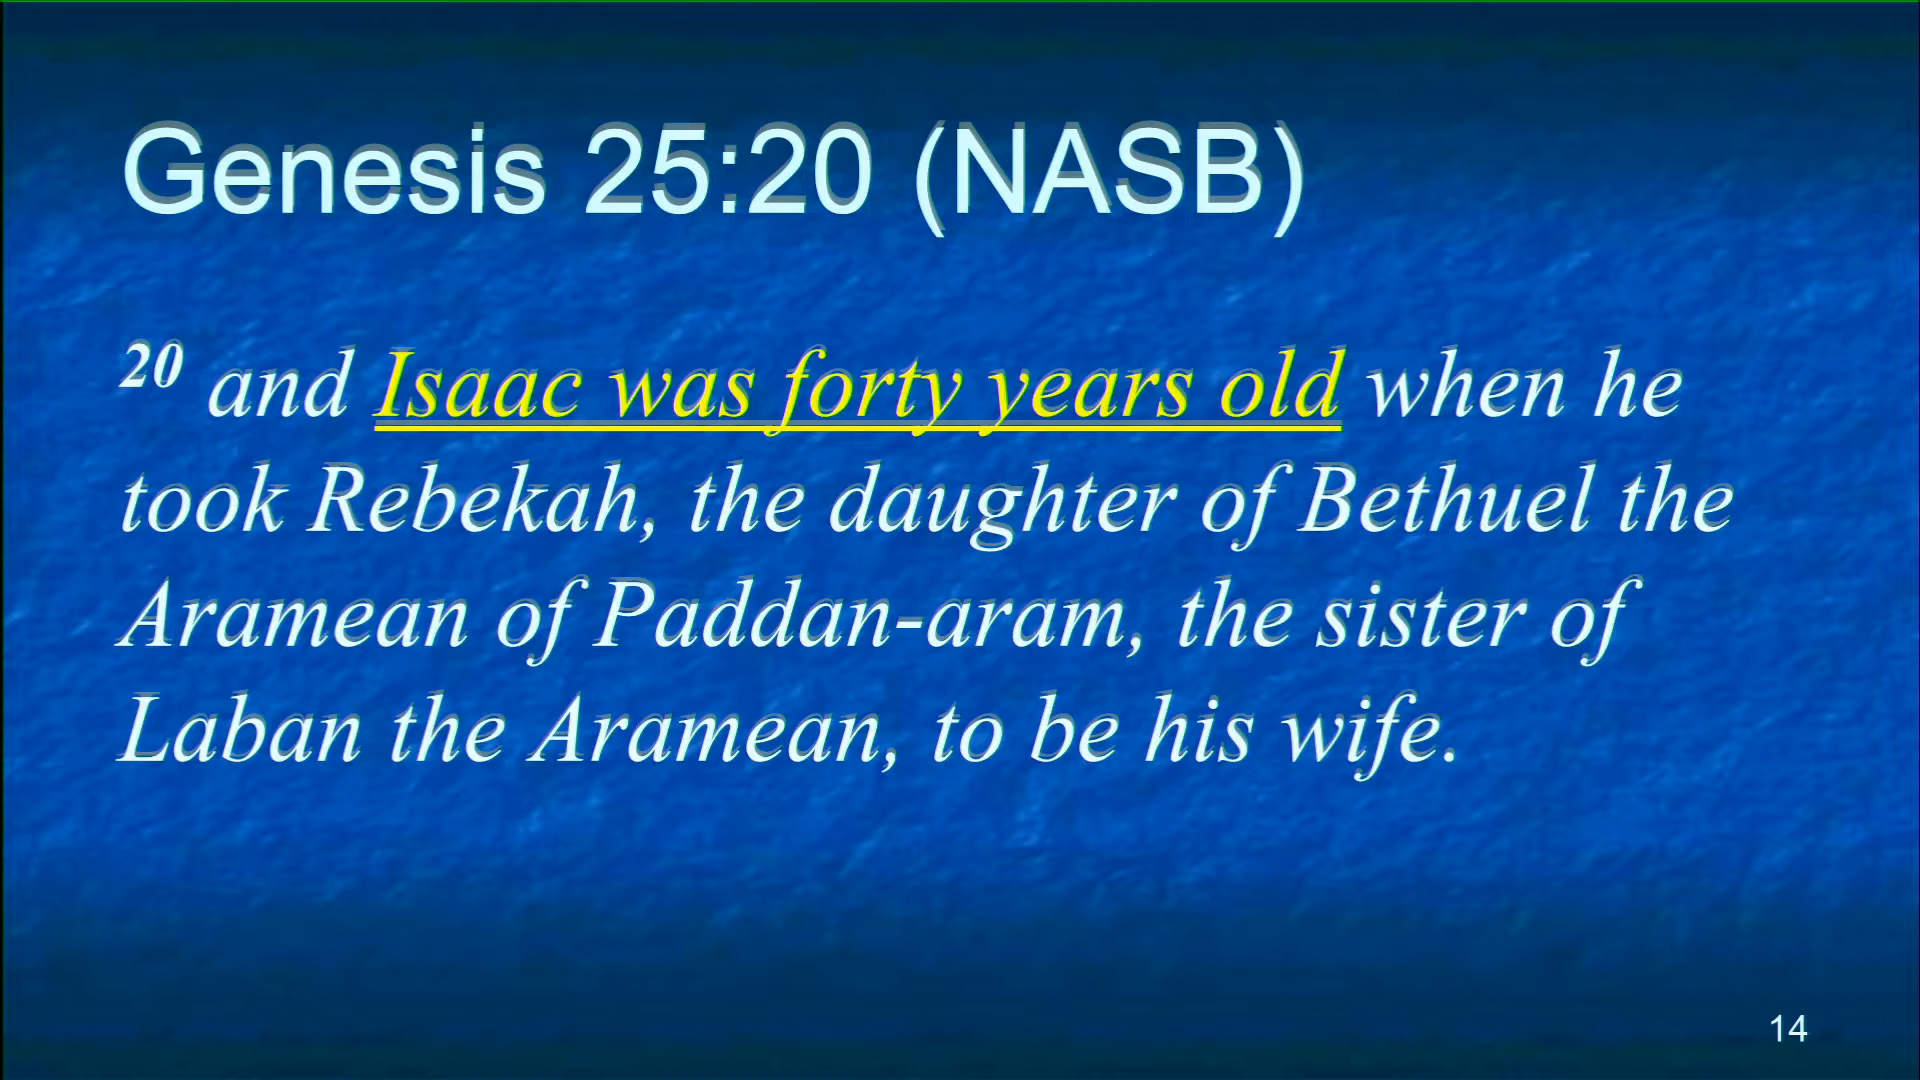 Genesis 25:20 (NASB)
20 and Isaac was forty years old when he
took Rebekah, the daughter of Bethuel the
Aramean of Paddan-aram, the sister of
Laban the Aramean, to be his wife.
14